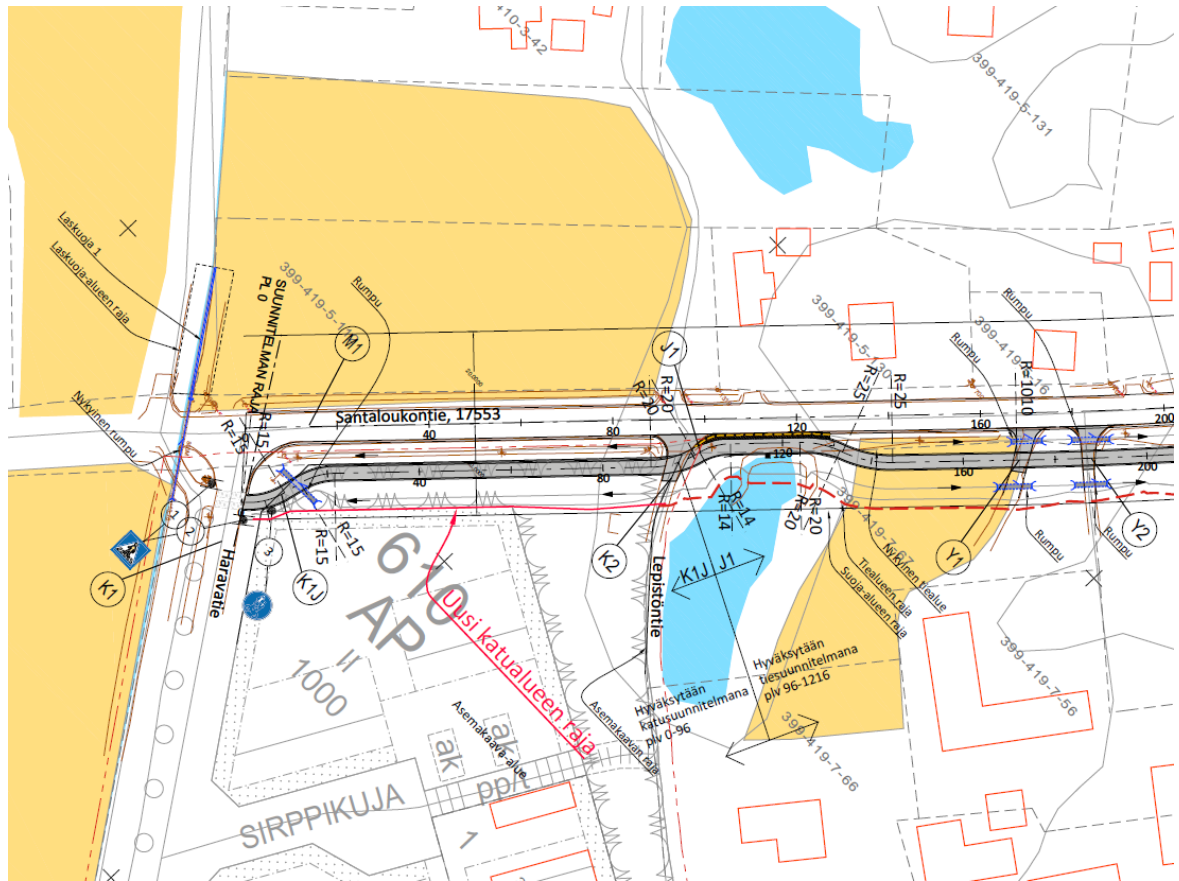 410-3-42
399-419-5-131
Laskuoja 1
Laskuoja-alueen raja
SUUNNITELMAN RAJA
PL 0
399-419-5-1
Rumpu
M1
J1
R=20
R=20
399-419-5-130
R=25
R=25
Rumpu
Rumpu
399-419-
16
R=10
10
Nykyinen rumpu
R=15
R=15
Santaloukontie, 17553
40
80
120
160
200
40
80
120
160
200
1
2
3
K1
Haravatie
K1J
R=15
R=15
K2
Lepistöntie
R=14
R=14
R=20
R=20
K1J
J1
399-419-7-67
Nykyinen tiealue
Tiealueen raja
Suoja-alueen raja
Y1
Rumpu
Rumpu
Y2
610
AP
1000
Uusi katualueen raja
Asemakaava-alue
Asemakaavan raja
Hyväksytään
katusuunnitelmana
plv 0-96
Hyväksytään
tiesuunnitelmana
plv 96-1216
399-419-7-66
399-419-7-56
ak
ak
SIRPPIKUJA
pp/t
1